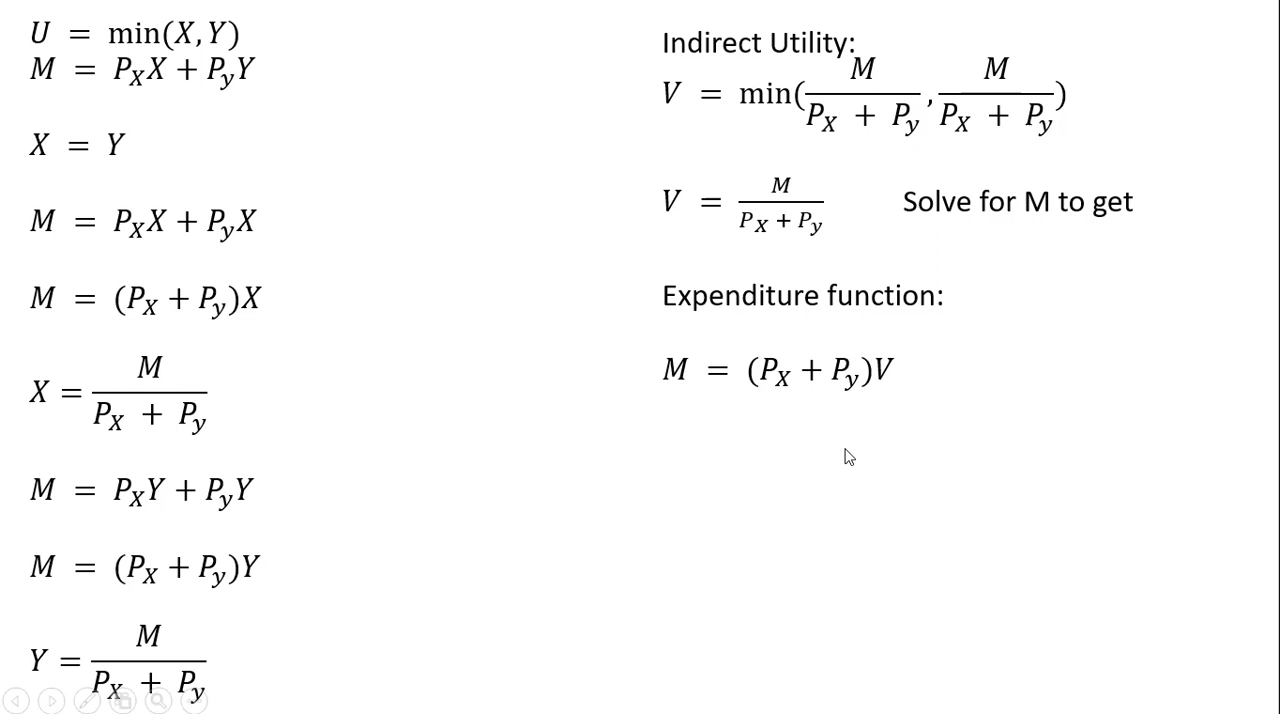 U = min(X, Y)
M = P_X X + P_y Y
X = Y
M = P_X X + P_y X
M = (P_X + P_y)X
X = M / (P_X + P_y)
M = P_X Y + P_y Y
M = (P_X + P_y)Y
Y = M / (P_X + P_y)
Indirect Utility:
V = min(M / (P_X + P_y), M / (P_X + P_y))
V = M / (P_X + P_y) Solve for M to get
Expenditure function:
M = (P_X + P_y)V